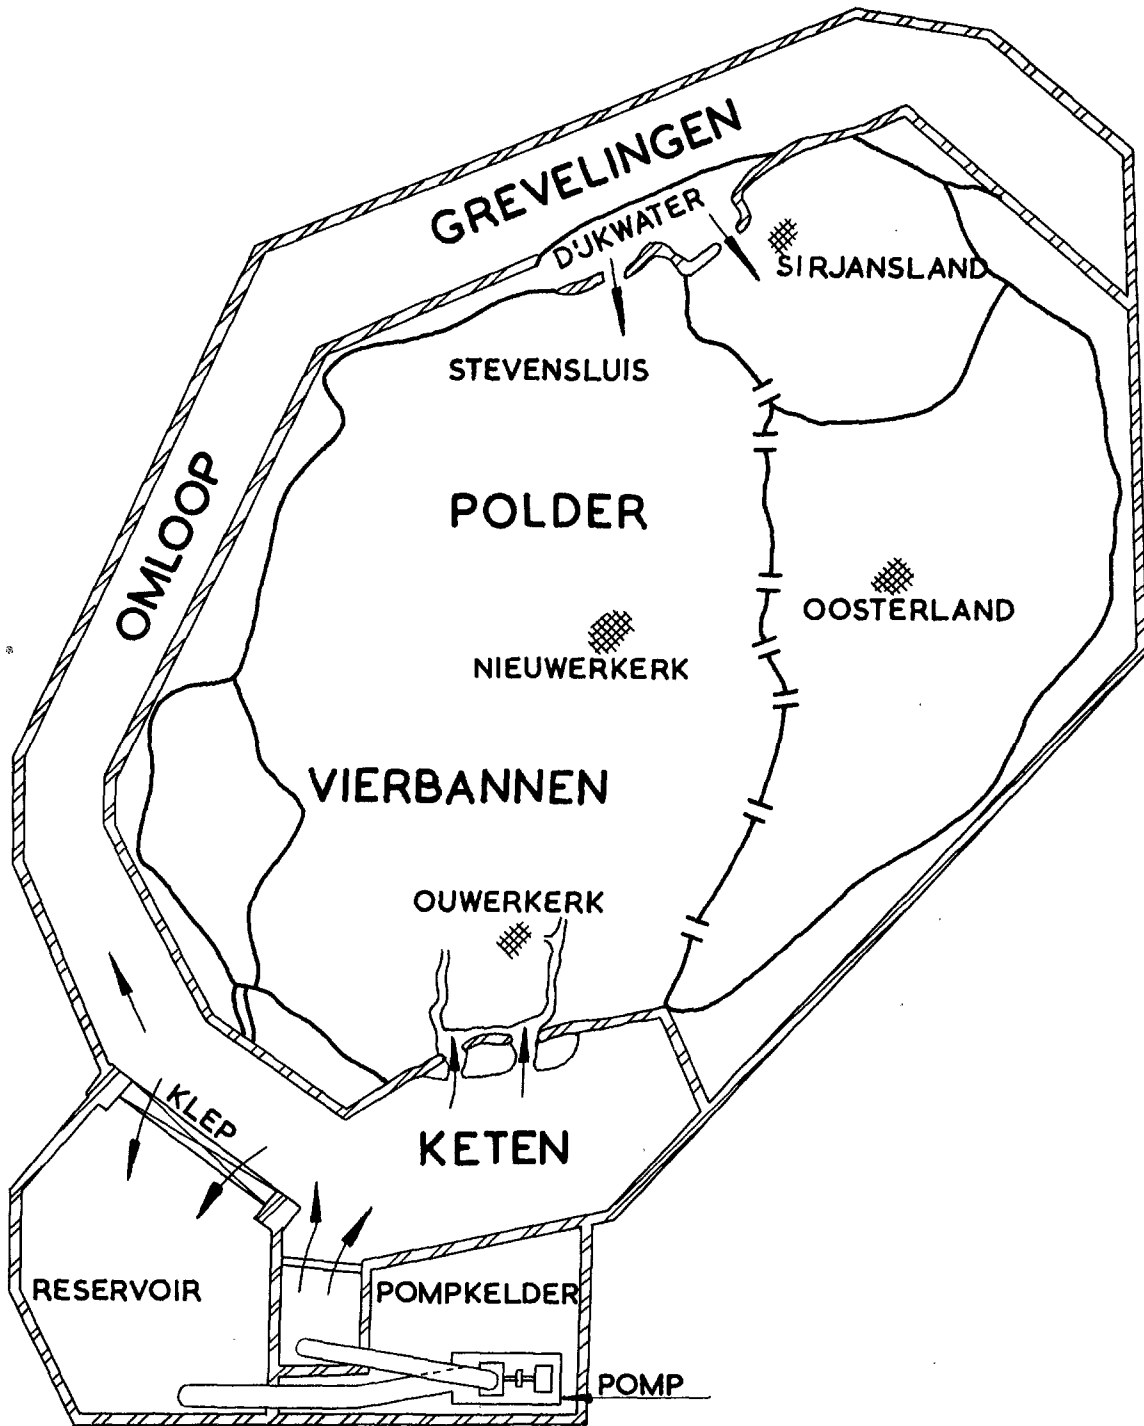 GREVELINGEN
DIJKWATER
SIRJANSLAND
STEVENSLUIS
OMLOOP
POLDER
OOSTERLAND
NIEUWERKERK
VIERBANNEN
OUWERKERK
KLEP
KETEN
RESERVOIR
POMPKELDER
POMP